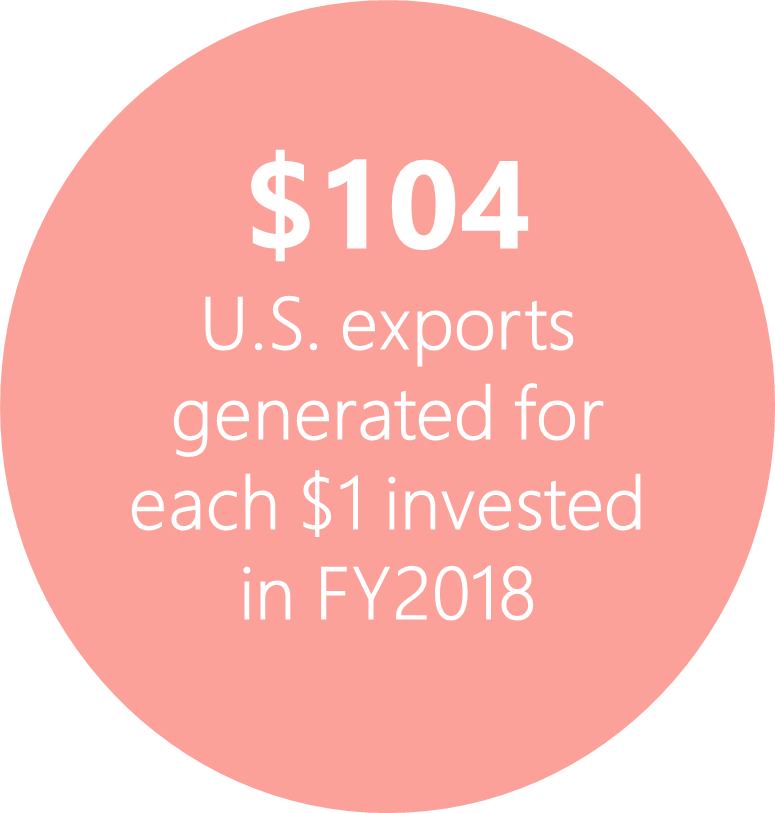 $104
U.S. exports
generated for
each $1 invested
in FY2018